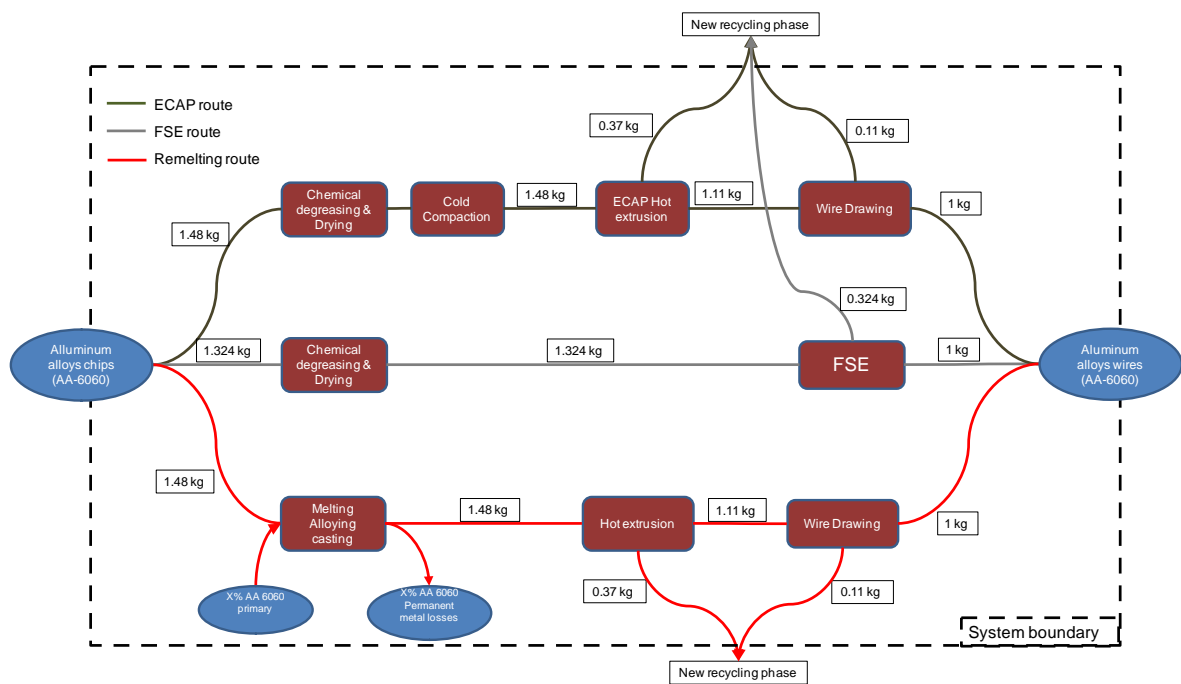 New recycling phase
ECAP route
FSE route
Remelting route
0.37 kg
0.11 kg
Chemical
degreasing &
Drying
Cold
Compaction
1.48 kg
ECAP Hot
extrusion
1.11 kg
Wire Drawing
1 kg
1.48 kg
0.324 kg
Alluminum
alloys chips
(AA-6060)
1.324 kg
Chemical
degreasing &
Drying
1.324 kg
FSE
1 kg
Aluminum
alloys wires
(AA-6060)
1.48 kg
Melting
Alloying
casting
1.48 kg
Hot extrusion
1.11 kg
Wire Drawing
1 kg
X% AA 6060
primary
X% AA 6060
Permanent
metal losses
0.37 kg
0.11 kg
System boundary
New recycling phase